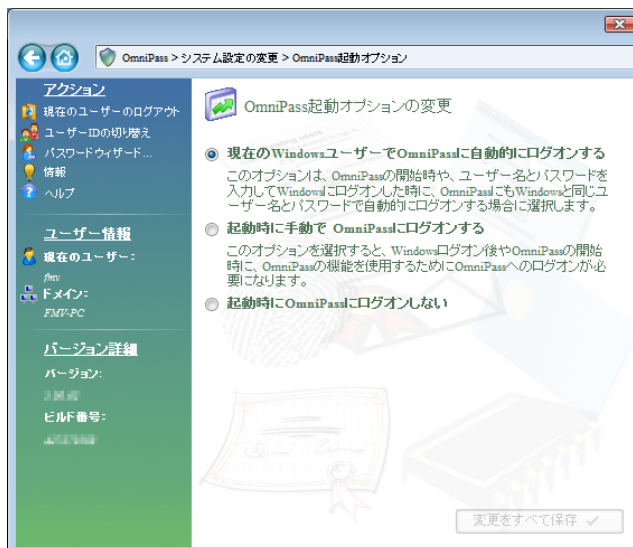 OmniPass > システム設定の変更 > OmniPass起動オプション
アクション
現在のユーザーのログアウト
ユーザーIDの切り替え
パスワードウィザード...
情報
ヘルプ
ユーザー情報
現在のユーザー:
fmv
ドメイン:
FMV-PC
バージョン詳細
バージョン:
ビルド番号:
OmniPass起動オプションの変更
現在のWindowsユーザーでOmniPassに自動的にログオンする
このオプションは、OmniPassの開始時や、ユーザー名とパスワードを
入力してWindowsにログオンした時に、OmniPassにもWindowsと同じユ
ーザー名とパスワードで自動的にログオンする場合に選択します。
起動時に手動で OmniPassにログオンする
このオプションを選択すると、Windowsログオン後やOmniPassの開始
時に、OmniPassの機能を使用するためにOmniPassへのログオンが必
要になります。
起動時にOmniPassにログオンしない
変更をすべて保存